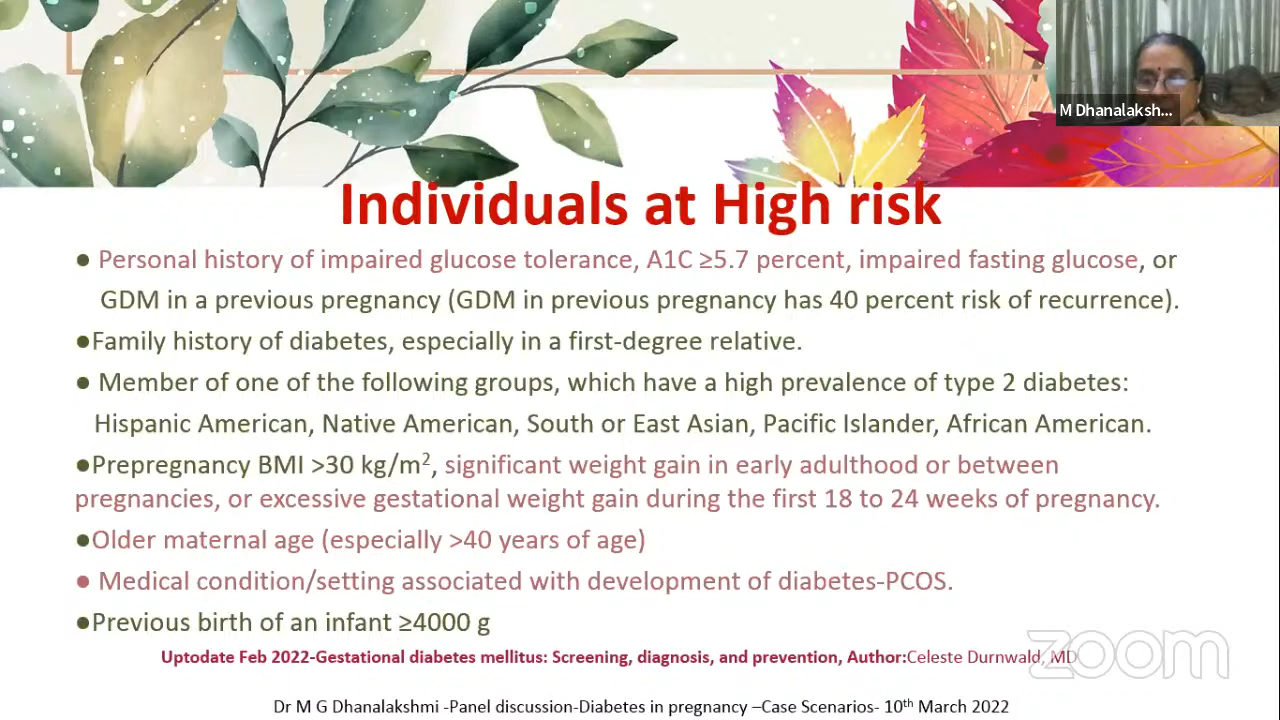 M Dhanalaksh...
Individuals at High risk
● Personal history of impaired glucose tolerance, A1C ≥5.7 percent, impaired fasting glucose, or
GDM in a previous pregnancy (GDM in previous pregnancy has 40 percent risk of recurrence).
●Family history of diabetes, especially in a first-degree relative.
● Member of one of the following groups, which have a high prevalence of type 2 diabetes:
Hispanic American, Native American, South or East Asian, Pacific Islander, African American.
●Prepregnancy BMI >30 kg/m², significant weight gain in early adulthood or between
pregnancies, or excessive gestational weight gain during the first 18 to 24 weeks of pregnancy.
●Older maternal age (especially >40 years of age)
● Medical condition/setting associated with development of diabetes-PCOS.
●Previous birth of an infant ≥4000 g
Uptodate Feb 2022-Gestational diabetes mellitus: Screening, diagnosis, and prevention, Author:Celeste Durnwald, MD
zoom
Dr M G Dhanalakshmi -Panel discussion-Diabetes in pregnancy –Case Scenarios- 10th March 2022